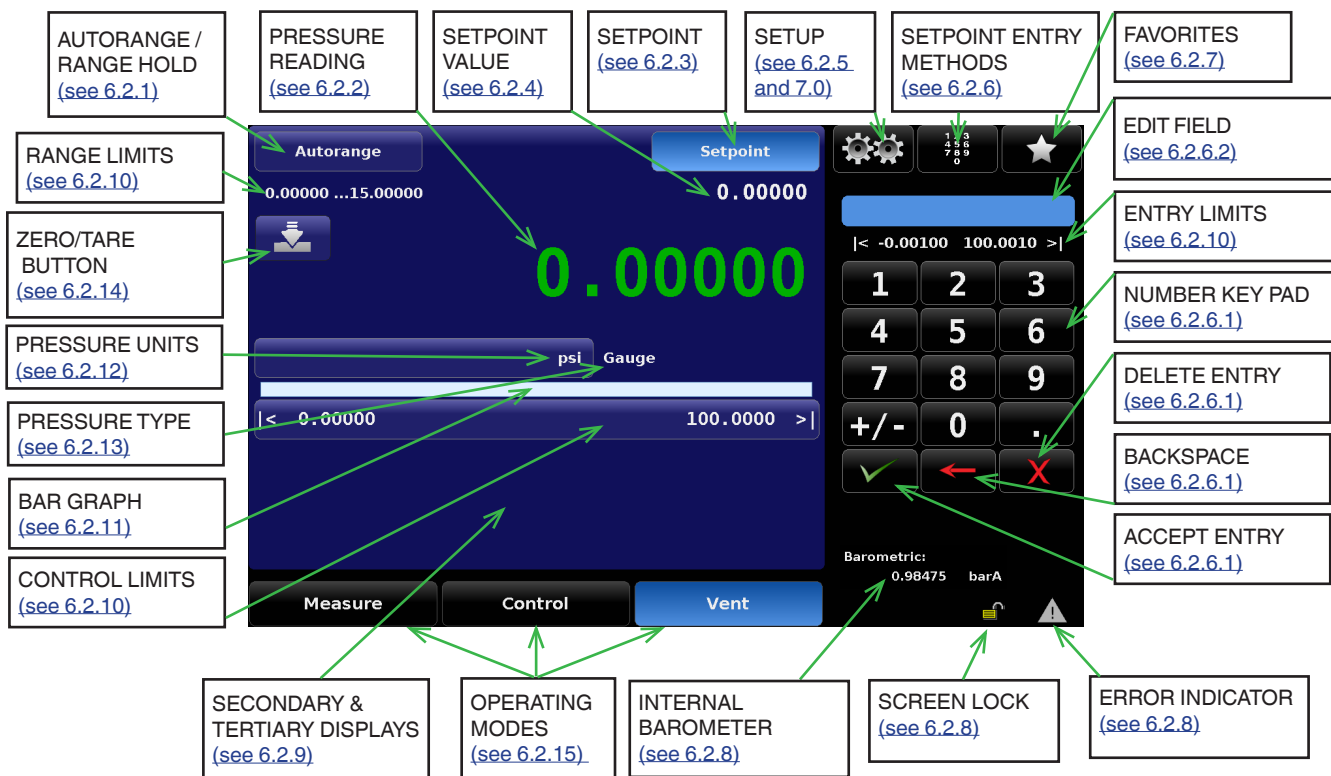 AUTORANGE /
RANGE HOLD
(see 6.2.1)
PRESSURE
READING
(see 6.2.2)
SETPOINT
VALUE
(see 6.2.4)
SETPOINT
(see 6.2.3)
SETUP
(see 6.2.5
and 7.0)
SETPOINT ENTRY
METHODS
(see 6.2.6)
FAVORITES
(see 6.2.7)
RANGE LIMITS
(see 6.2.10)
ZERO/TARE
BUTTON
(see 6.2.14)
PRESSURE UNITS
(see 6.2.12)
PRESSURE TYPE
(see 6.2.13)
BAR GRAPH
(see 6.2.11)
CONTROL LIMITS
(see 6.2.10)
Autorange
Setpoint
0.00000 ...15.00000
0.00000
0.00000
psi Gauge
|< 0.00000 100.0000 >|
Measure Control Vent
1 3
4 5 6
7 8 9
0
|< -0.00100 100.0010 >|
1 2 3
4 5 6
7 8 9
+/- 0 .
X
Barometric:
0.98475 barA
EDIT FIELD
(see 6.2.6.2)
ENTRY LIMITS
(see 6.2.10)
NUMBER KEY PAD
(see 6.2.6.1)
DELETE ENTRY
(see 6.2.6.1)
BACKSPACE
(see 6.2.6.1)
ACCEPT ENTRY
(see 6.2.6.1)
SECONDARY &
TERTIARY DISPLAYS
(see 6.2.9)
OPERATING
MODES
(see 6.2.15)
INTERNAL
BAROMETER
(see 6.2.8)
SCREEN LOCK
(see 6.2.8)
ERROR INDICATOR
(see 6.2.8)